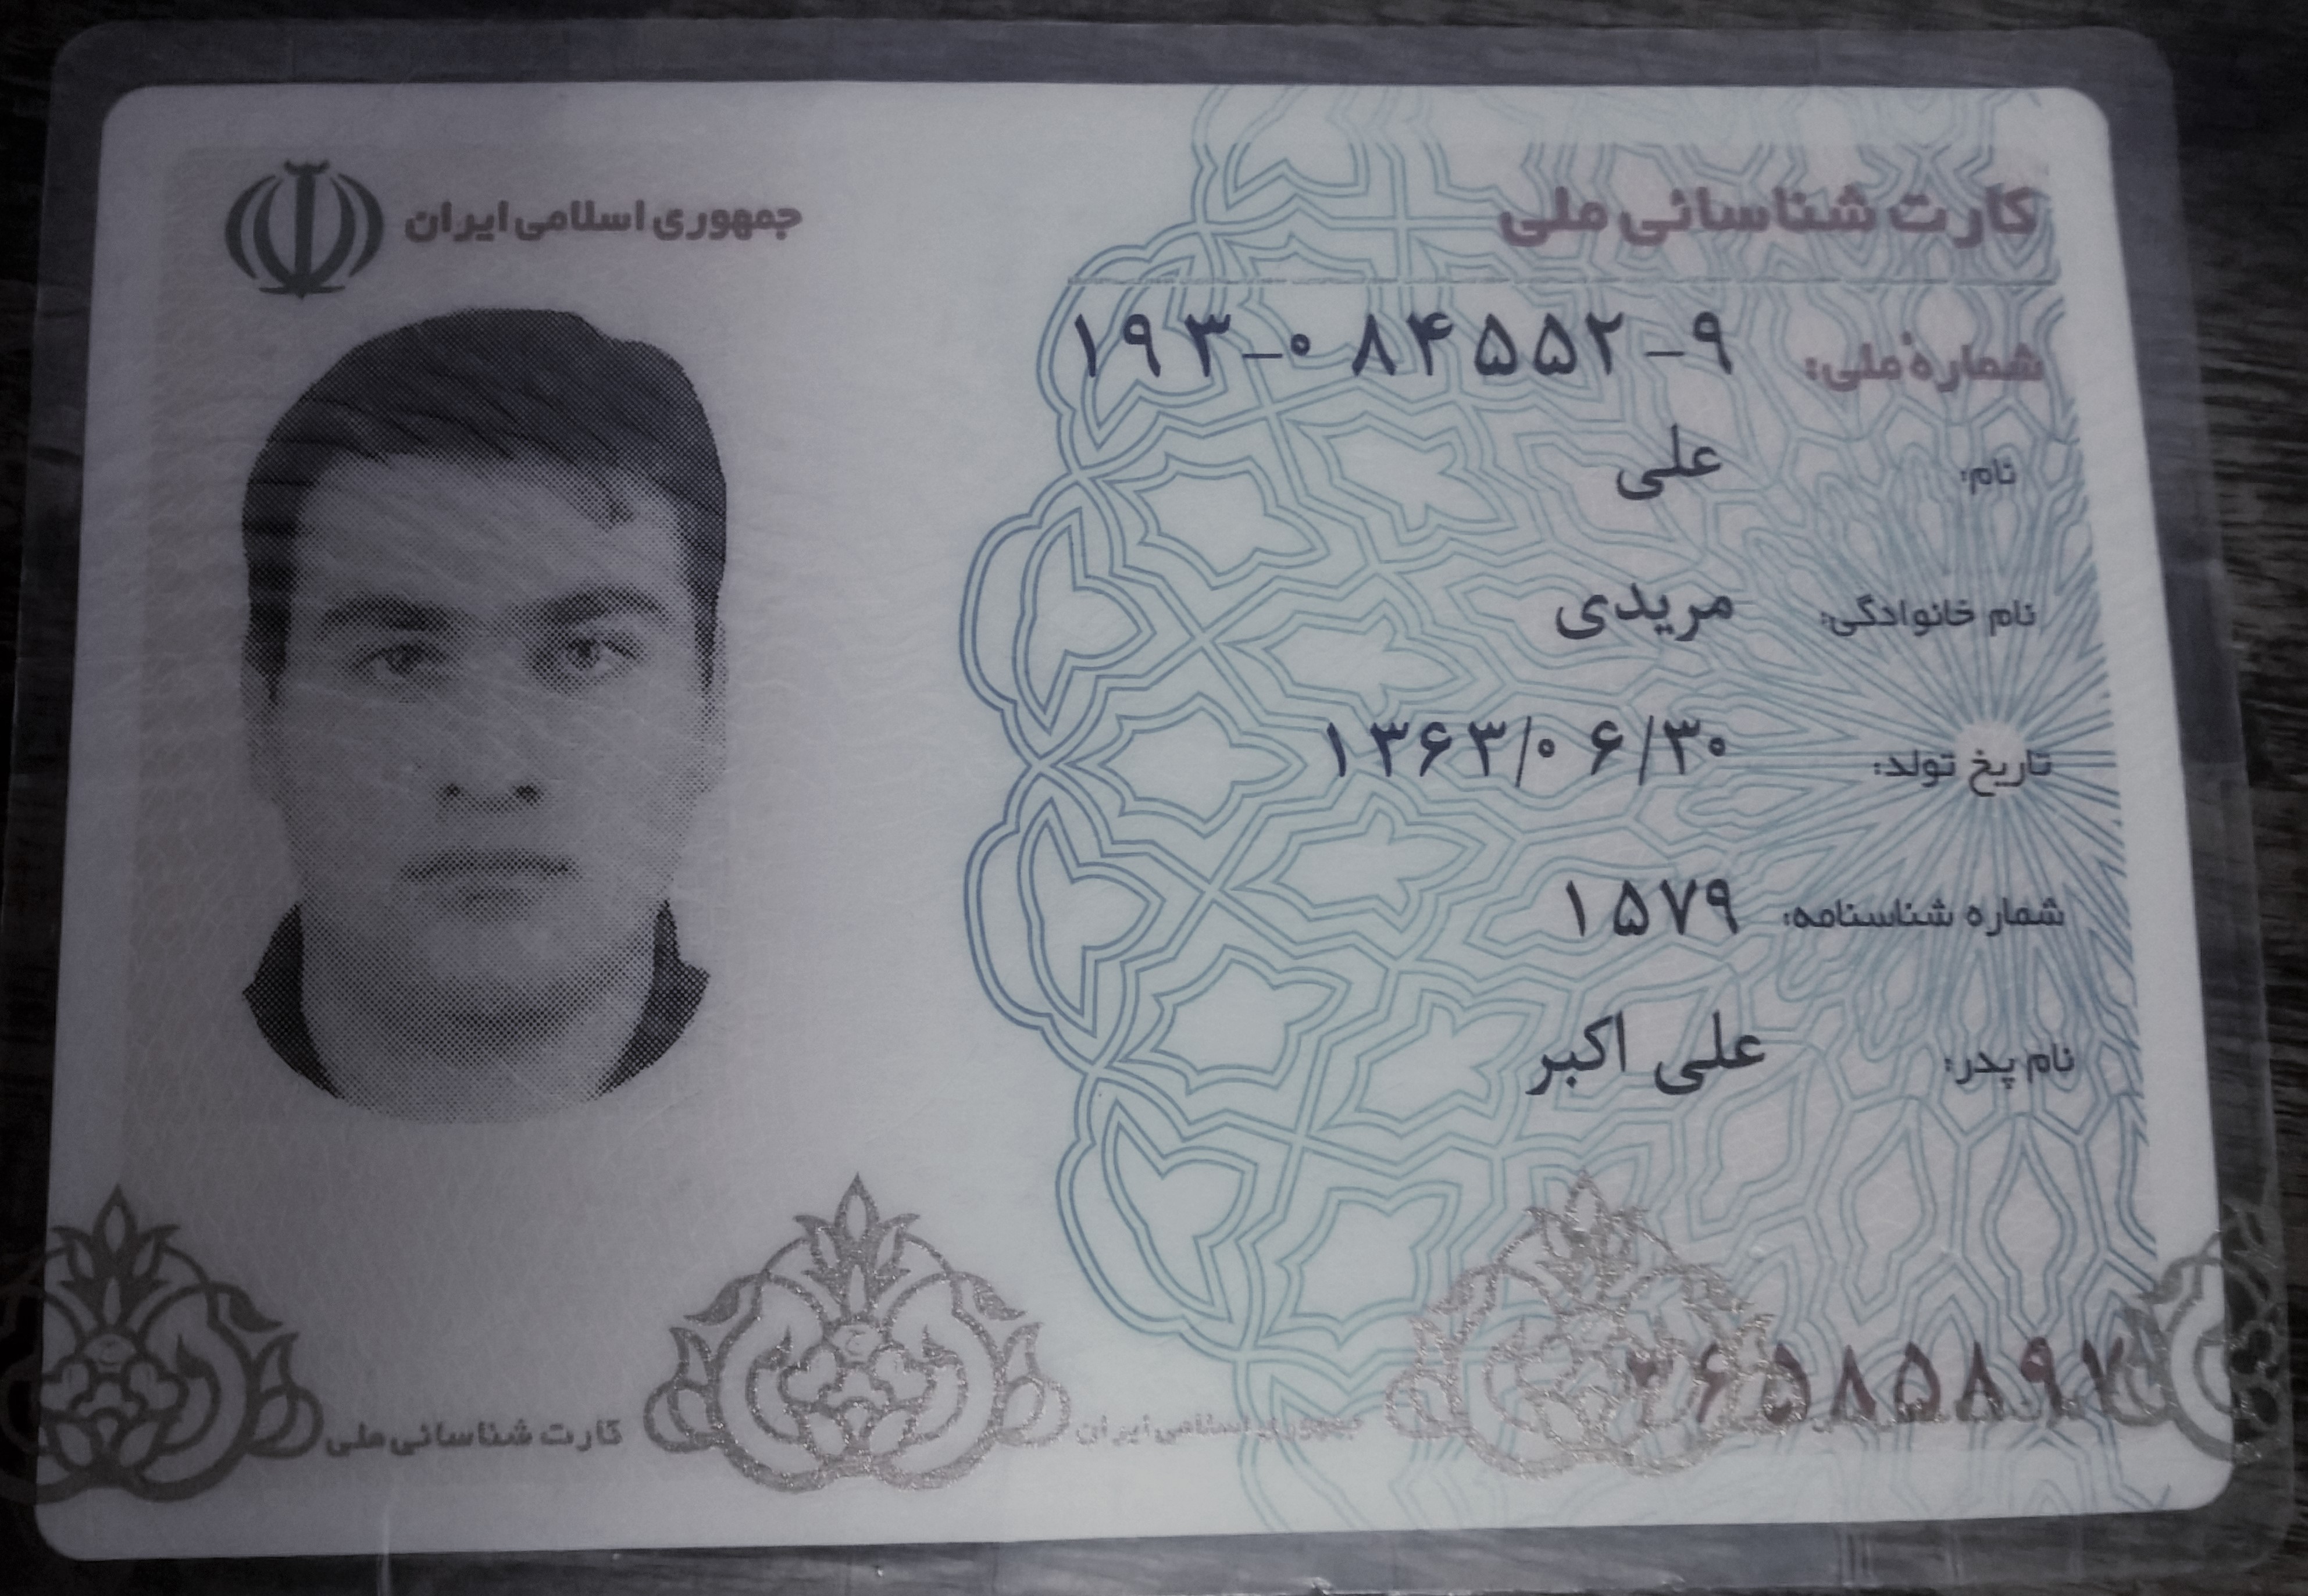 جمهوری اسلامی ایران
کارت شناسائی ملی
شماره ملی: ۱۹۳-۰۸۴۵۵۲-۹
نام: علی
نام خانوادگی: مریدی
تاریخ تولد: ۱۳۶۳/۰۶/۳۰
شماره شناسنامه: ۱۵۷۹
نام پدر: علی اکبر
کارت شناسائی ملی
جمهوری اسلامی ایران